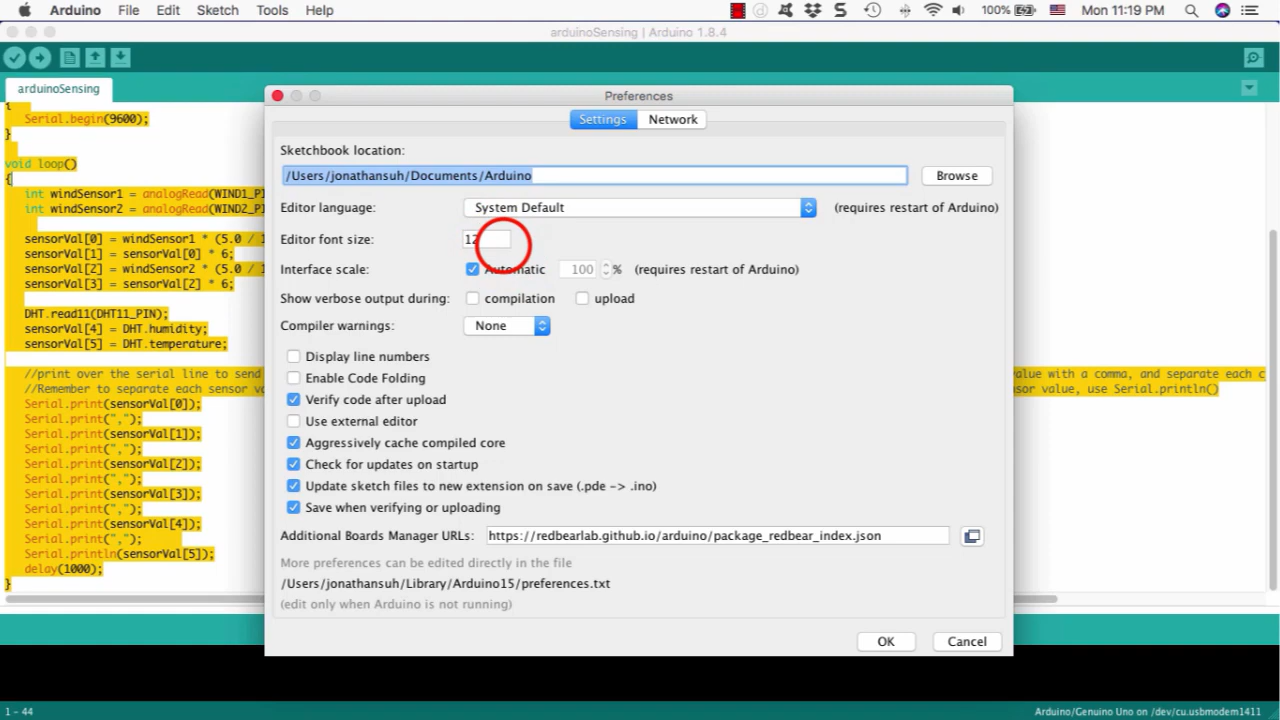 Arduino File Edit Sketch Tools Help 100% Mon 11:19 PM
arduinoSensing | Arduino 1.8.4
arduinoSensing
{
Serial.begin(9600);
}
void loop()
{
int windSensor1 = analogRead(WIND1_PI
int windSensor2 = analogRead(WIND2_PI
sensorVal[0] = windSensor1 * (5.0 / 1
sensorVal[1] = sensorVal[0] * 6;
sensorVal[2] = windSensor2 * (5.0 / 1
sensorVal[3] = sensorVal[2] * 6;
DHT.read11(DHT11_PIN);
sensorVal[4] = DHT.humidity;
sensorVal[5] = DHT.temperature;
//print over the serial line to send
alue with a comma, and separate each c
//Remember to separate each sensor va
nsor value, use Serial.println()
Serial.print(sensorVal[0]);
Serial.print(",");
Serial.print(sensorVal[1]);
Serial.print(",");
Serial.print(sensorVal[2]);
Serial.print(",");
Serial.print(sensorVal[3]);
Serial.print(",");
Serial.print(sensorVal[4]);
Serial.print(",");
Serial.println(sensorVal[5]);
delay(1000);
}
Preferences
Settings Network
Sketchbook location:
/Users/jonathansuh/Documents/Arduino Browse
Editor language: System Default (requires restart of Arduino)
Editor font size: 12
Interface scale: Automatic 100 % (requires restart of Arduino)
Show verbose output during: compilation upload
Compiler warnings: None
Display line numbers
Enable Code Folding
Verify code after upload
Use external editor
Aggressively cache compiled core
Check for updates on startup
Update sketch files to new extension on save (.pde -> .ino)
Save when verifying or uploading
Additional Boards Manager URLs: https://redbearlab.github.io/arduino/package_redbear_index.json
More preferences can be edited directly in the file
/Users/jonathansuh/Library/Arduino15/preferences.txt
(edit only when Arduino is not running)
OK Cancel
1 - 44 Arduino/Genuino Uno on /dev/cu.usbmodem1411